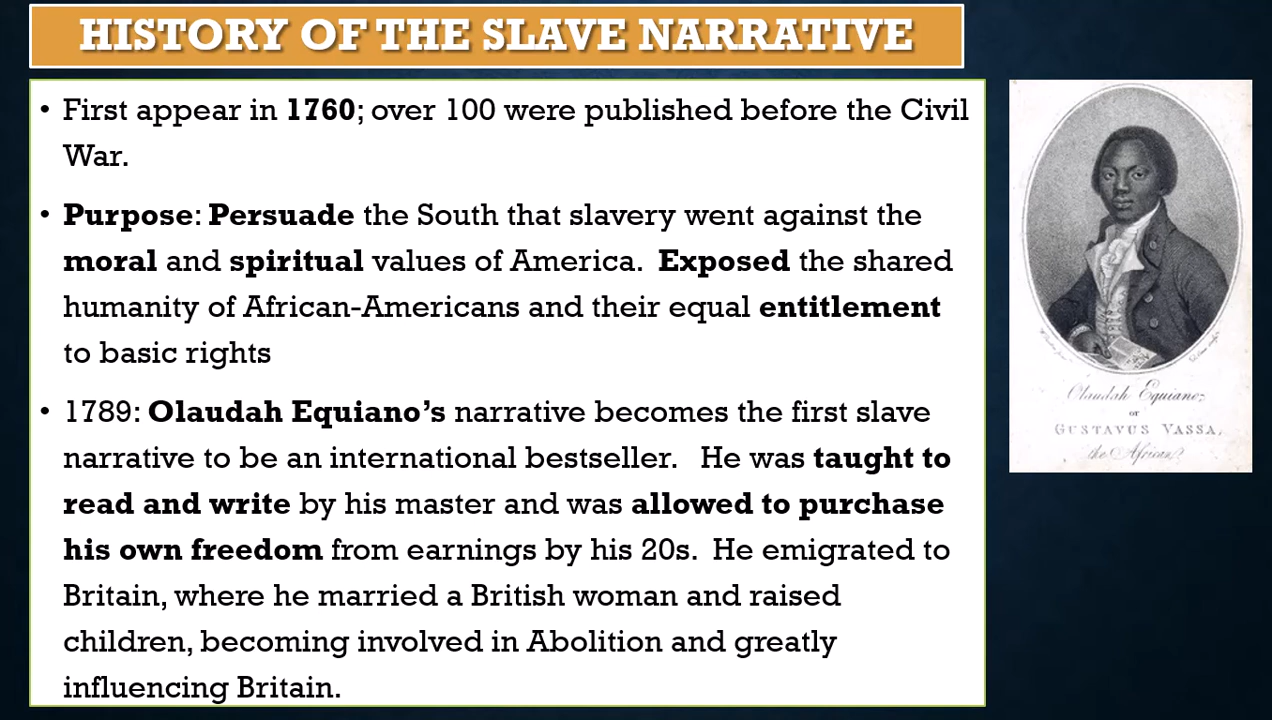 HISTORY OF THE SLAVE NARRATIVE
• First appear in 1760; over 100 were published before the Civil
War.
• Purpose: Persuade the South that slavery went against the
moral and spiritual values of America.  Exposed the shared
humanity of African-Americans and their equal entitlement
to basic rights
• 1789: Olaudah Equiano’s narrative becomes the first slave
narrative to be an international bestseller.   He was taught to
read and write by his master and was allowed to purchase
his own freedom from earnings by his 20s.  He emigrated to
Britain, where he married a British woman and raised
children, becoming involved in Abolition and greatly
influencing Britain.
Olaudah Equiano;
or
GUSTAVUS VASSA,
the African